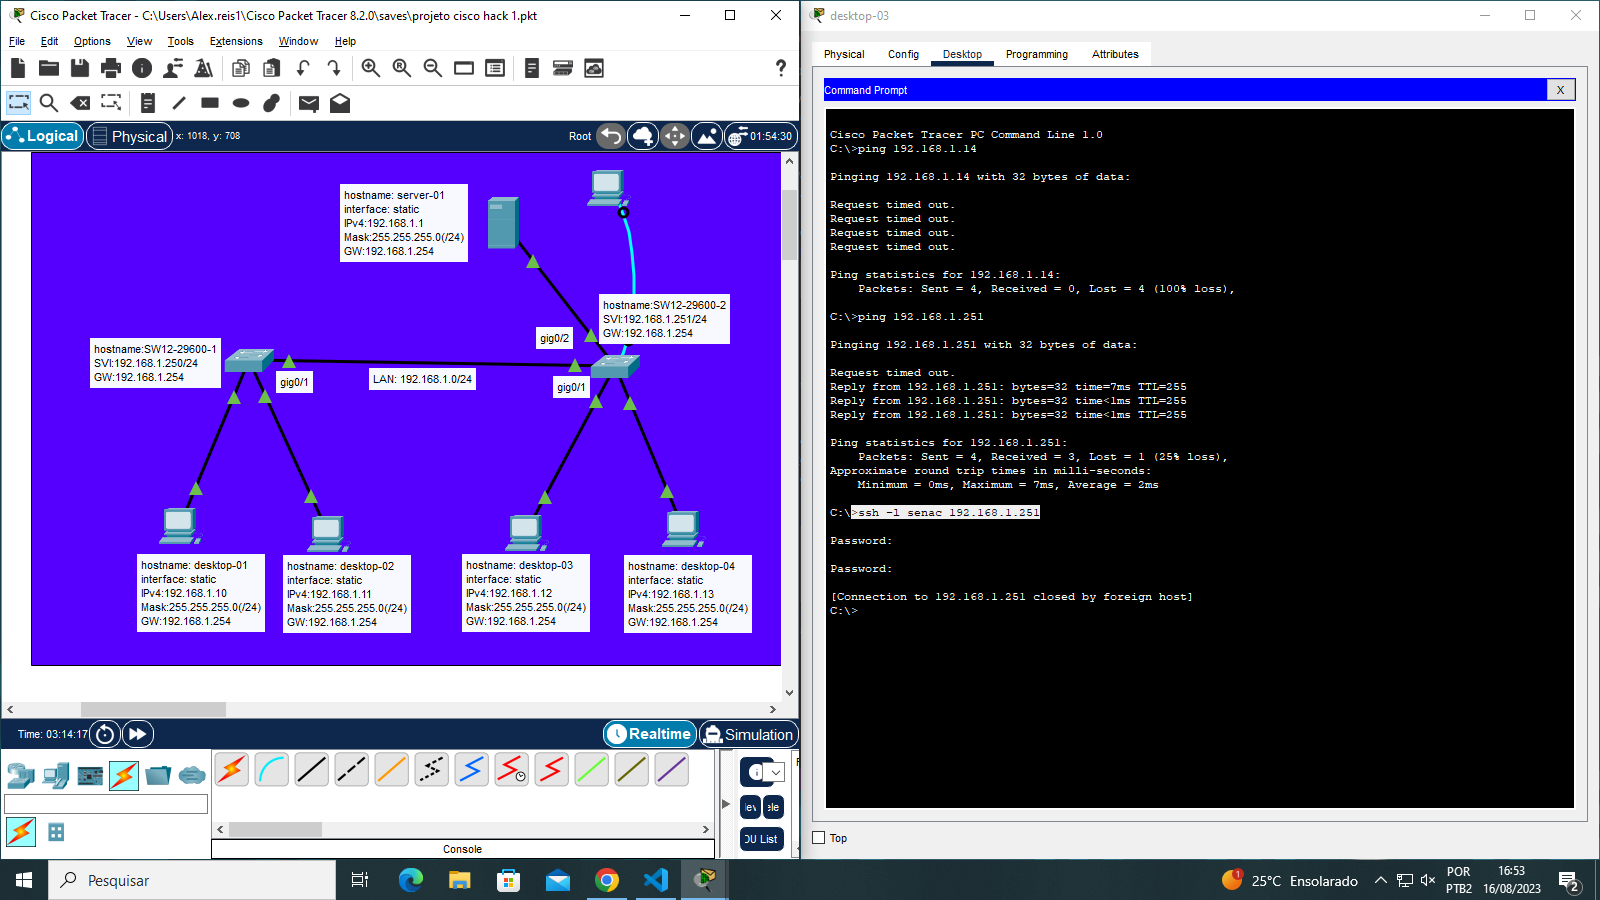 Cisco Packet Tracer - C:\Users\Alex.reis1\Cisco Packet Tracer 8.2.0\saves\projeto cisco hack 1.pkt
File Edit Options View Tools Extensions Window Help
?
Logical Physical x: 1018, y: 708
Root 01:54:30
hostname: server-01
interface: static
IPv4:192.168.1.1
Mask:255.255.255.0(/24)
GW:192.168.1.254
hostname:SW12-29600-2
SVI:192.168.1.251/24
GW:192.168.1.254
gig0/2
hostname:SW12-29600-1
SVI:192.168.1.250/24
GW:192.168.1.254
gig0/1
LAN: 192.168.1.0/24
gig0/1
hostname: desktop-01
interface: static
IPv4:192.168.1.10
Mask:255.255.255.0(/24)
GW:192.168.1.254
hostname: desktop-02
interface: static
IPv4:192.168.1.11
Mask:255.255.255.0(/24)
GW:192.168.1.254
hostname: desktop-03
interface: static
IPv4:192.168.1.12
Mask:255.255.255.0(/24)
GW:192.168.1.254
hostname: desktop-04
interface: static
IPv4:192.168.1.13
Mask:255.255.255.0(/24)
GW:192.168.1.254
Time: 03:14:17
Realtime Simulation
DU List
Console
desktop-03
Physical Config Desktop Programming Attributes
Command Prompt
X
Cisco Packet Tracer PC Command Line 1.0
C:\>ping 192.168.1.14
Pinging 192.168.1.14 with 32 bytes of data:
Request timed out.
Request timed out.
Request timed out.
Request timed out.
Ping statistics for 192.168.1.14:
Packets: Sent = 4, Received = 0, Lost = 4 (100% loss),
C:\>ping 192.168.1.251
Pinging 192.168.1.251 with 32 bytes of data:
Request timed out.
Reply from 192.168.1.251: bytes=32 time=7ms TTL=255
Reply from 192.168.1.251: bytes=32 time<1ms TTL=255
Reply from 192.168.1.251: bytes=32 time<1ms TTL=255
Ping statistics for 192.168.1.251:
Packets: Sent = 4, Received = 3, Lost = 1 (25% loss),
Approximate round trip times in milli-seconds:
Minimum = 0ms, Maximum = 7ms, Average = 2ms
C:\>ssh -l senac 192.168.1.251
Password:
Password:
[Connection to 192.168.1.251 closed by foreign host]
C:\>
Top
Pesquisar
1
25°C Ensolarado
POR
PTB2
16:53
16/08/2023
2